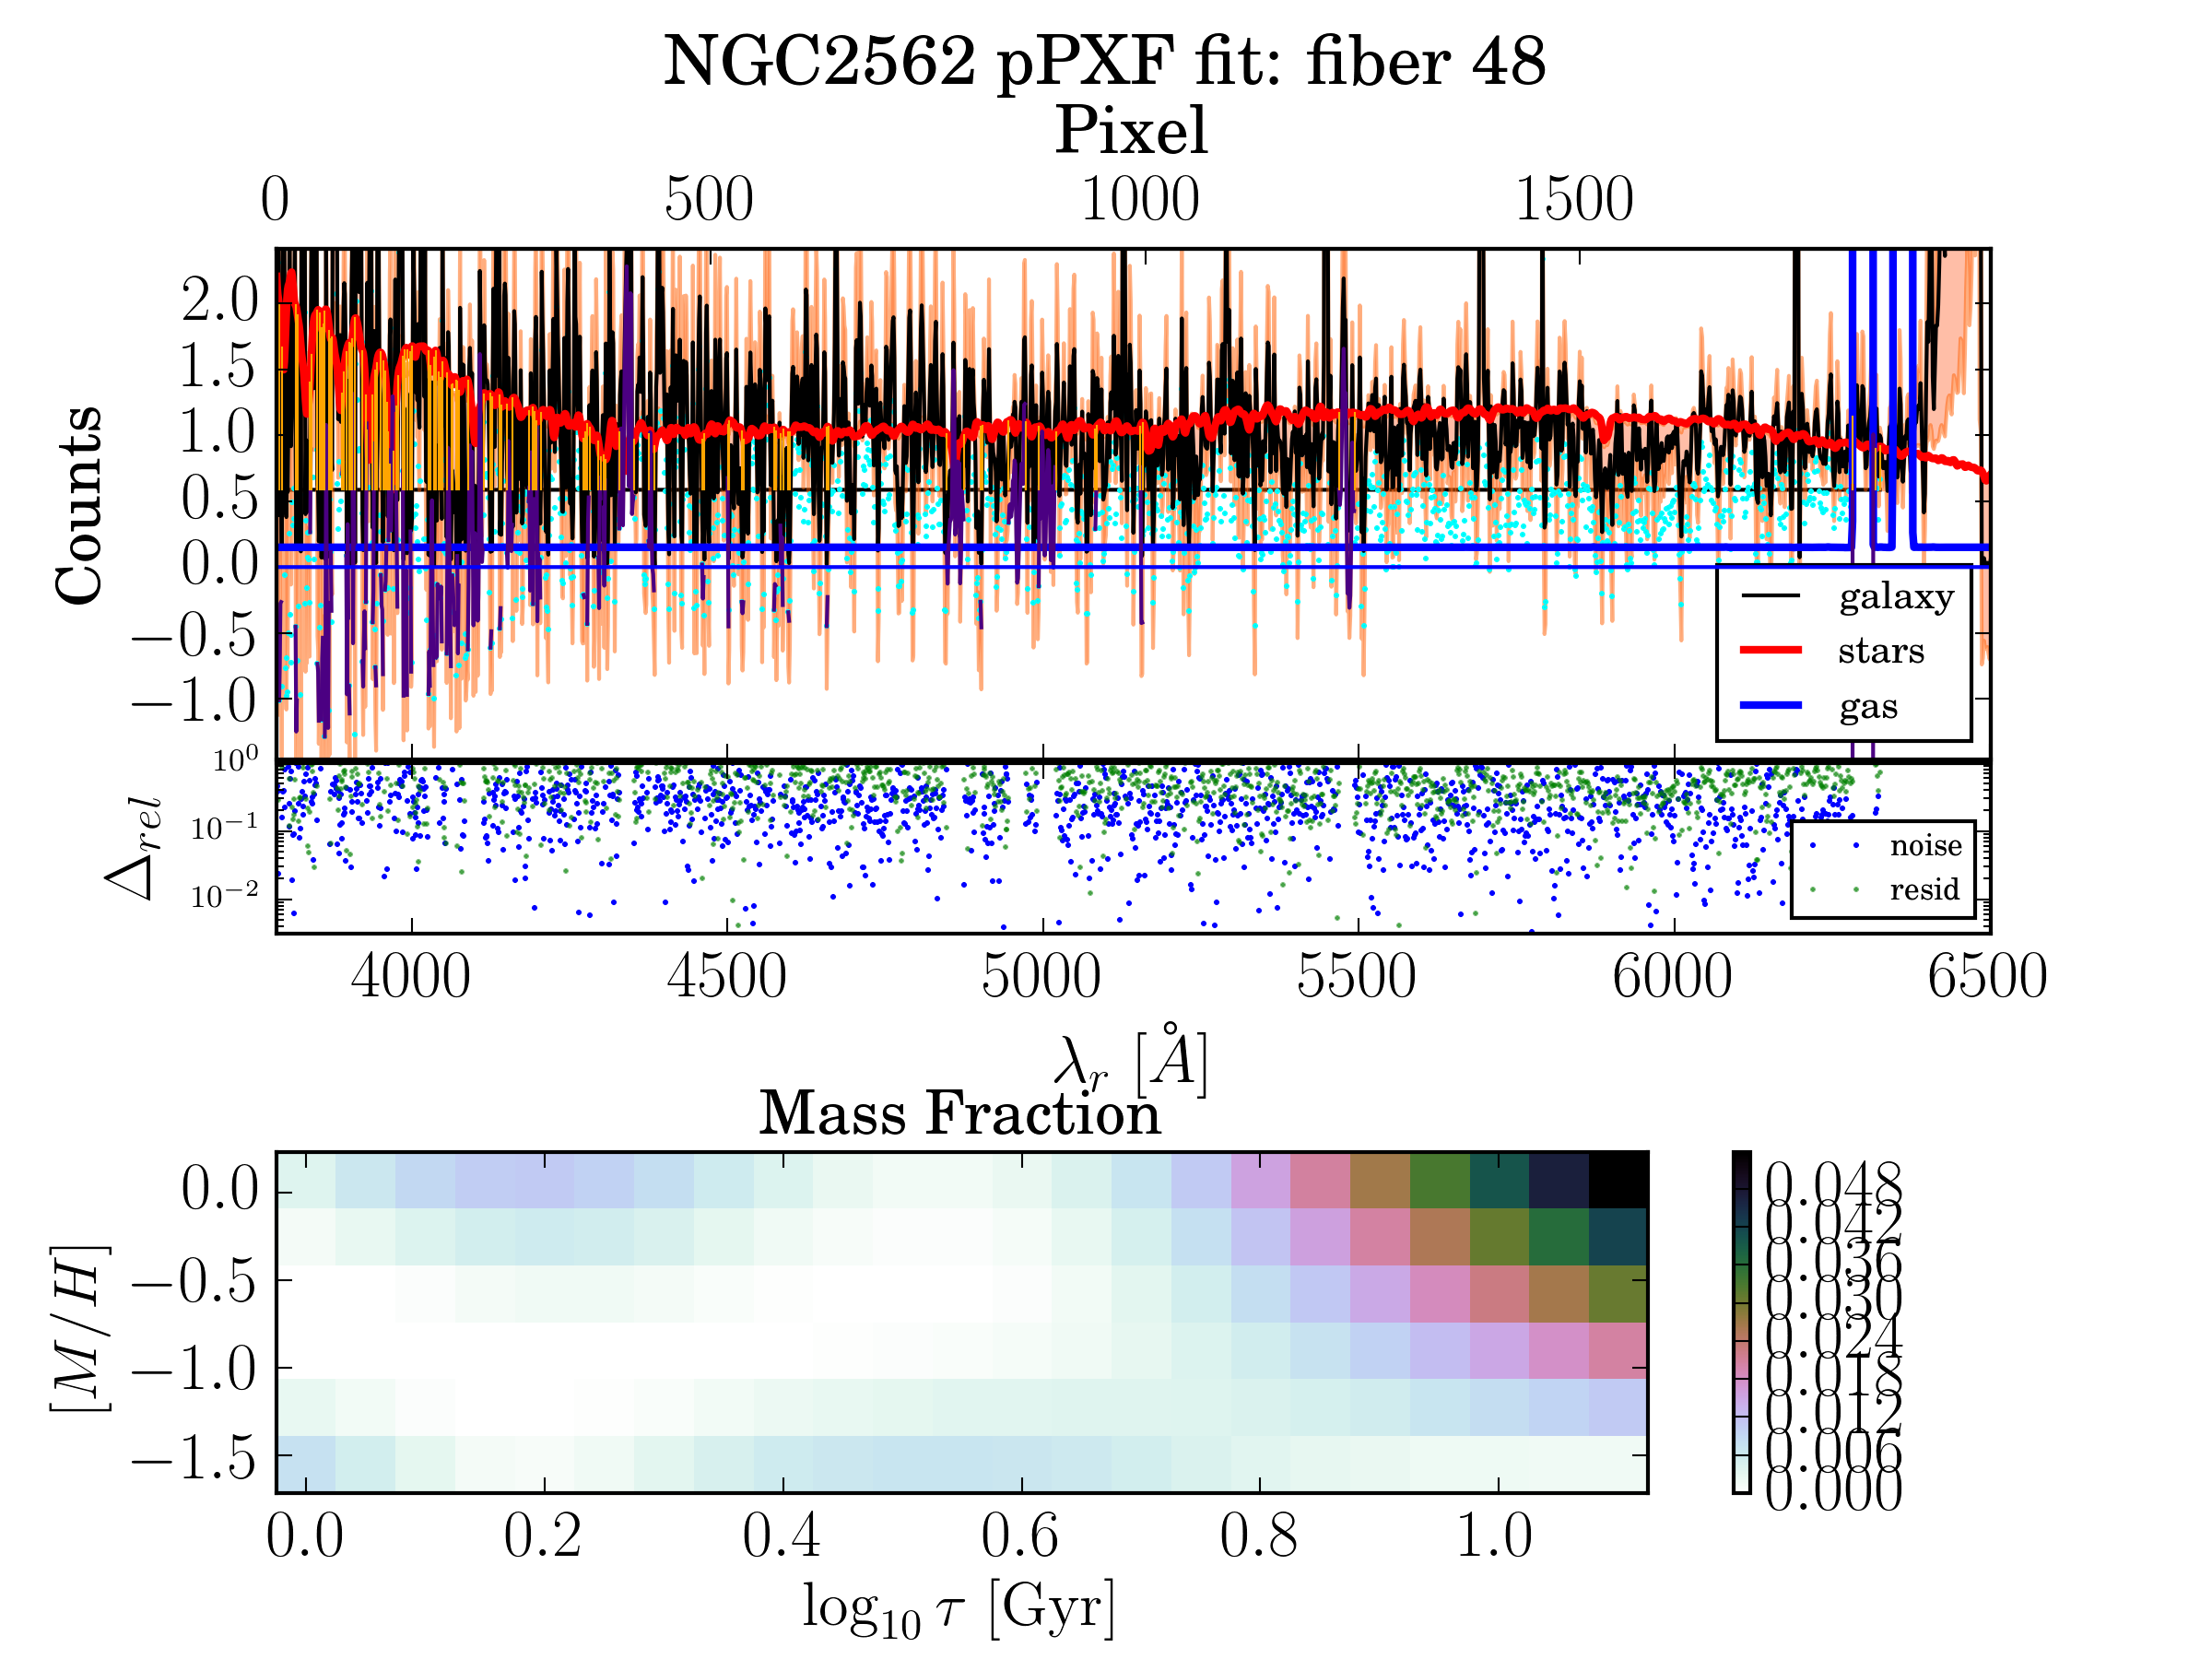 NGC2562 pPXF fit: fiber 48
Pixel
0 500 1000 1500
Counts
2.0
1.5
1.0
0.5
0.0
−0.5
−1.0
galaxy
stars
gas
Δrel
10⁰
10⁻¹
10⁻²
noise
resid
4000 4500 5000 5500 6000 6500
λr [Å]
Mass Fraction
[M/H]
0.0
−0.5
−1.0
−1.5
0.0 0.2 0.4 0.6 0.8 1.0
log₁₀ τ [Gyr]
0.048
0.042
0.036
0.030
0.024
0.018
0.012
0.006
0.000